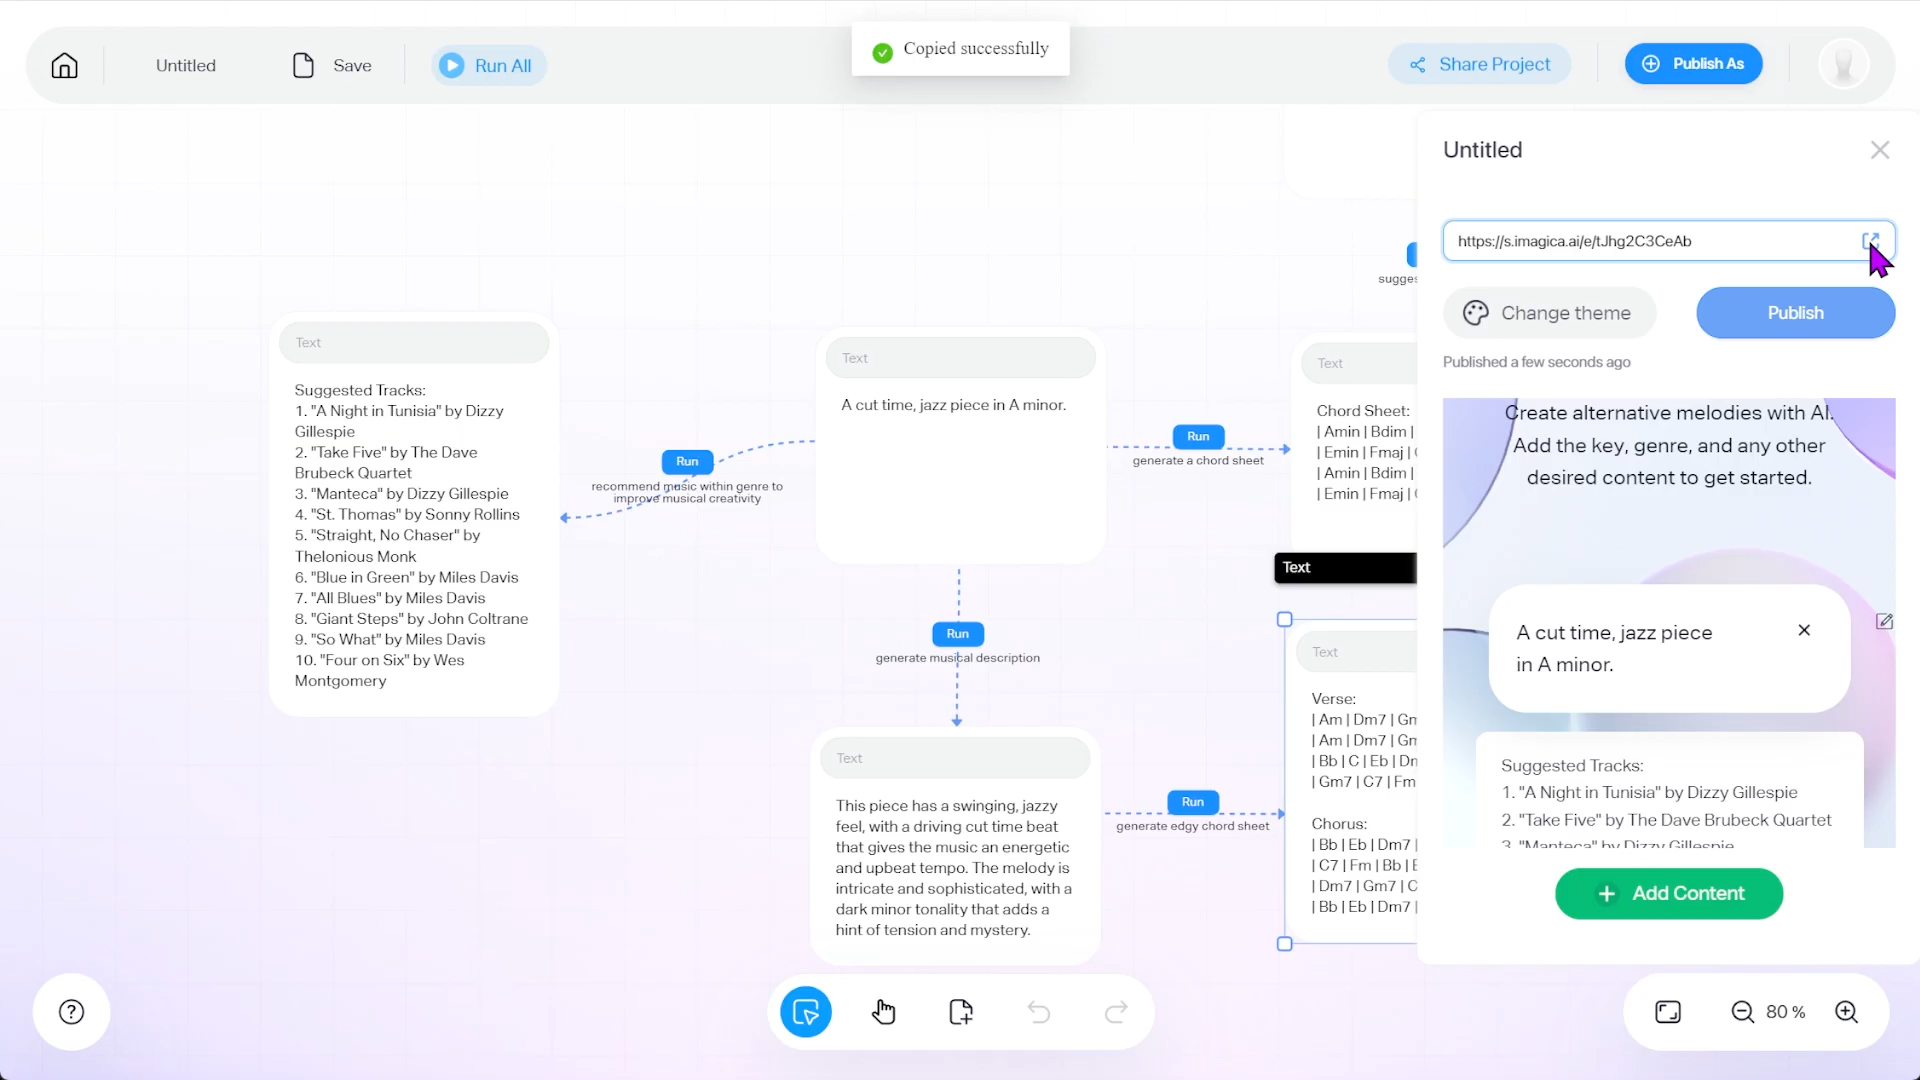 Copied successfully
Untitled
Save
Run All
Share Project
Publish As
Untitled
https://s.imagica.ai/e/tJhg2C3CeAb
Change theme
Publish
Published a few seconds ago
Create alternative melodies with AI.
Add the key, genre, and any other
desired content to get started.
A cut time, jazz piece
in A minor.
Suggested Tracks:
1. "A Night in Tunisia" by Dizzy Gillespie
2. "Take Five" by The Dave Brubeck Quartet
3. "Manteca" by Dizzy Gillespie
Add Content
Text
Suggested Tracks:
1. "A Night in Tunisia" by Dizzy
Gillespie
2. "Take Five" by The Dave
Brubeck Quartet
3. "Manteca" by Dizzy Gillespie
4. "St. Thomas" by Sonny Rollins
5. "Straight, No Chaser" by
Thelonious Monk
6. "Blue in Green" by Miles Davis
7. "All Blues" by Miles Davis
8. "Giant Steps" by John Coltrane
9. "So What" by Miles Davis
10. "Four on Six" by Wes
Montgomery
Run
recommend music within genre to
improve musical creativity
Text
A cut time, jazz piece in A minor.
Run
generate a chord sheet
sugges
Text
Chord Sheet:
| Amin | Bdim |
| Emin | Fmaj |
| Amin | Bdim |
| Emin | Fmaj |
Run
generate musical description
Text
This piece has a swinging, jazzy
feel, with a driving cut time beat
that gives the music an energetic
and upbeat tempo. The melody is
intricate and sophisticated, with a
dark minor tonality that adds a
hint of tension and mystery.
Run
generate edgy chord sheet
Text
Text
Verse:
| Am | Dm7 | Gm
| Am | Dm7 | Gm
| Bb | C | Eb | Dm
| Gm7 | C7 | Fm
Chorus:
| Bb | Eb | Dm7 |
| C7 | Fm | Bb |
| Dm7 | Gm7 |
| Bb | Eb | Dm7 |
80 %